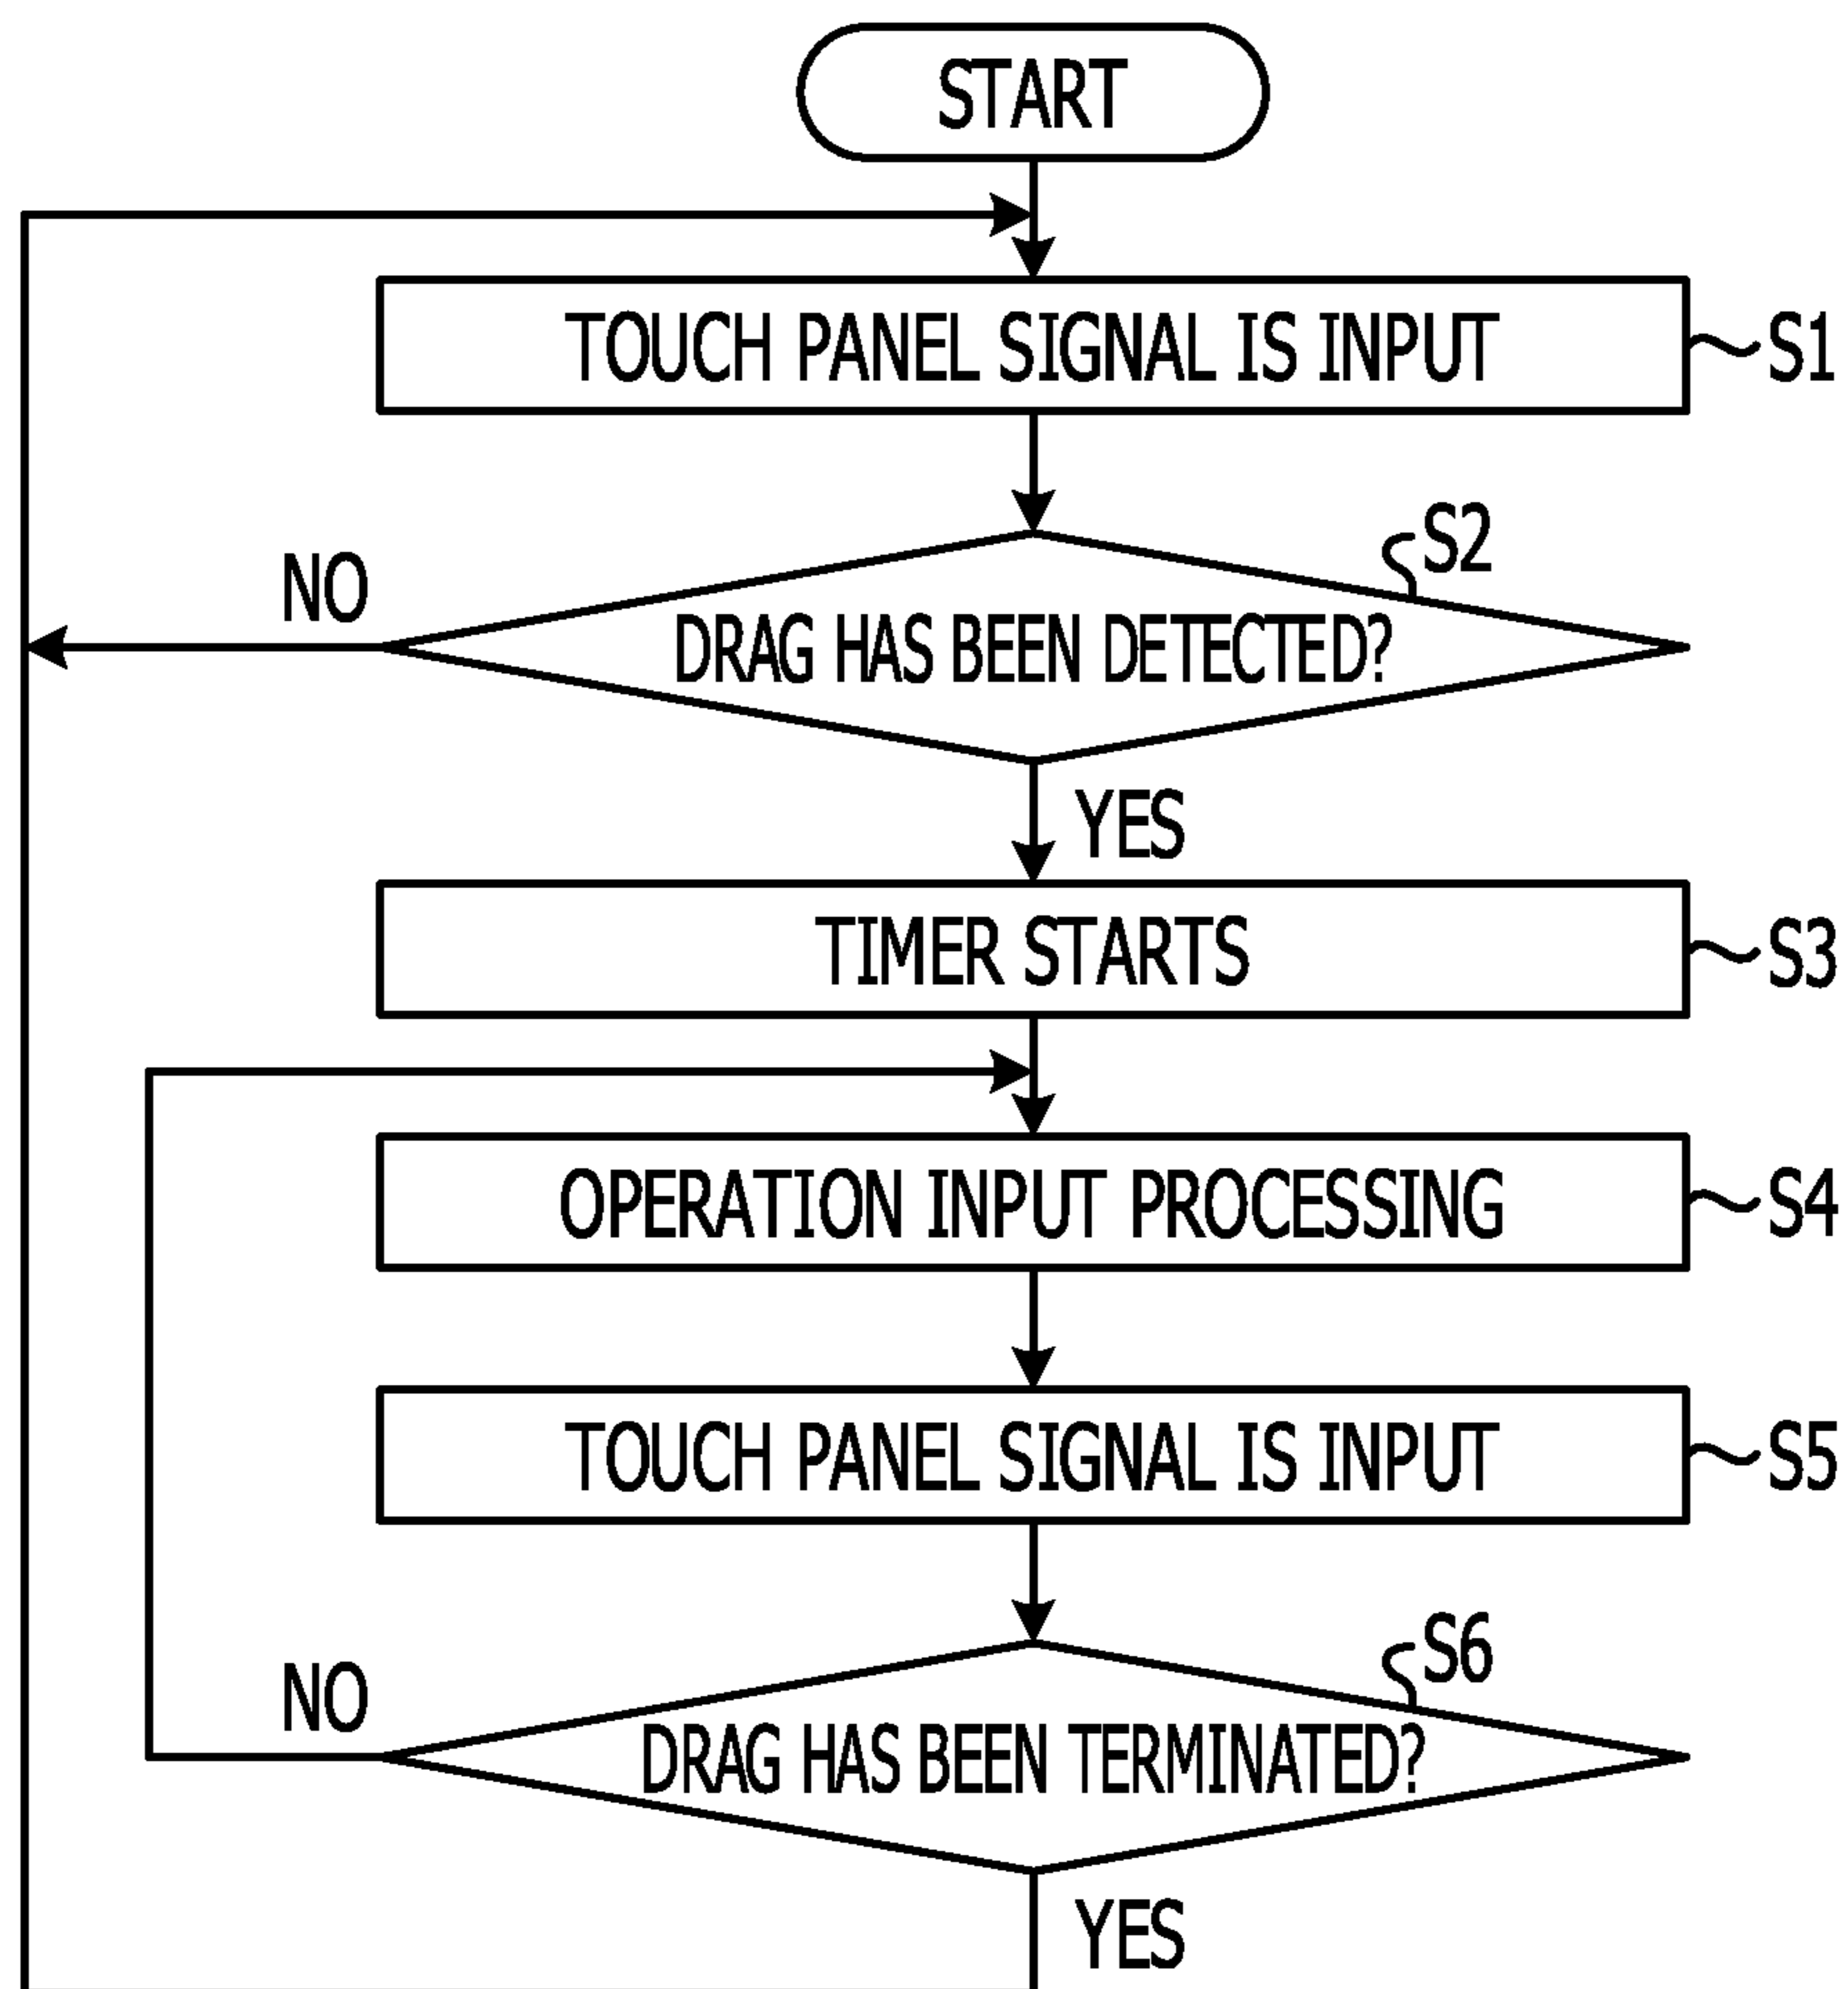 START
TOUCH PANEL SIGNAL IS INPUT
S1
S2
NO
DRAG HAS BEEN DETECTED?
YES
TIMER STARTS
S3
OPERATION INPUT PROCESSING
S4
TOUCH PANEL SIGNAL IS INPUT
S5
S6
NO
DRAG HAS BEEN TERMINATED?
YES